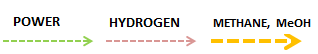 POWER HYDROGEN METHANE, MeOH